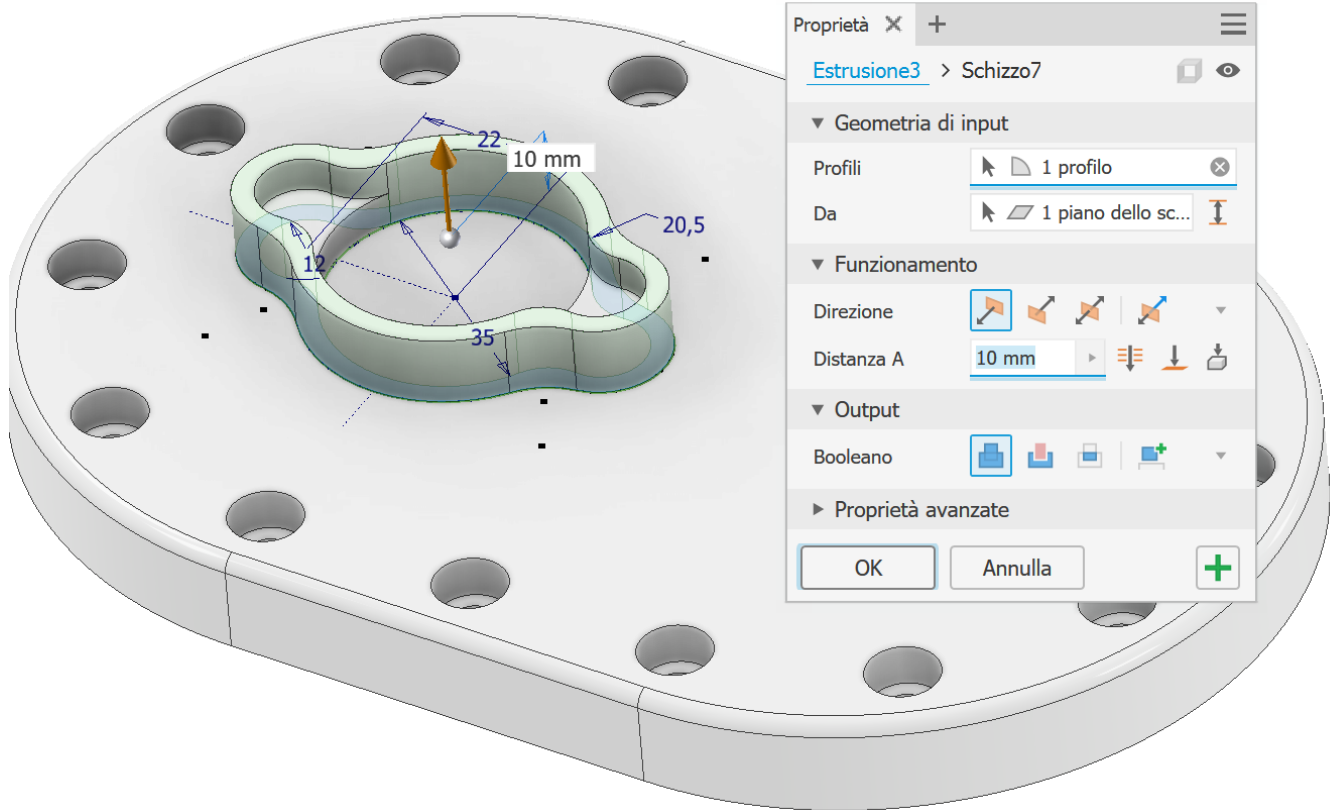 Proprietà
Estrusione3 > Schizzo7
Geometria di input
Profili
1 profilo
Da
1 piano dello sc...
Funzionamento
Direzione
Distanza A
10 mm
Output
Booleano
Proprietà avanzate
OK
Annulla
22
10 mm
20,5
12
35